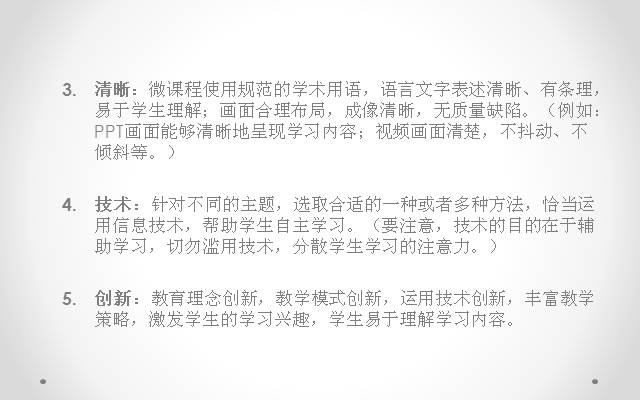 3. 清晰：微课程使用规范的学术用语，语言文字表述清晰、有条理，
易于学生理解；画面合理布局，成像清晰，无质量缺陷。（例如：
PPT画面能够清晰地呈现学习内容；视频画面清楚，不抖动、不
倾斜等。）
4. 技术：针对不同的主题，选取合适的一种或者多种方法，恰当运
用信息技术，帮助学生自主学习。（要注意，技术的目的在于辅
助学习，切勿滥用技术，分散学生学习的注意力。）
5. 创新：教育理念创新，教学模式创新，运用技术创新，丰富教学
策略，激发学生的学习兴趣，学生易于理解学习内容。